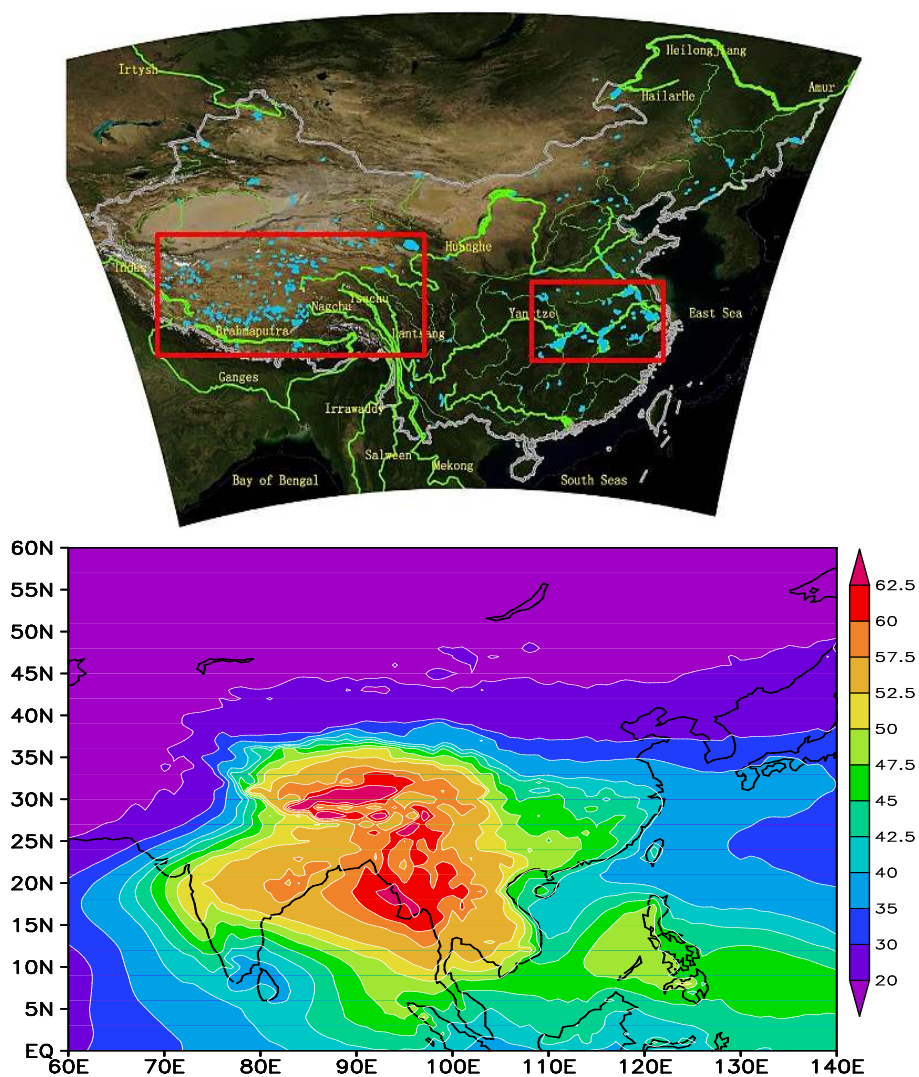 Heilongjiang
Irtysh
Amur
HailarHe
Huanghe
Indus
Tsachu
Nagchu
Yangtze
East Sea
Brahmaputra
Lantsang
Ganges
Irrawaddy
Salween
Mekong
Bay of Bengal
South Seas
60N
55N
50N
45N
40N
35N
30N
25N
20N
15N
10N
5N
EQ
60E 70E 80E 90E 100E 110E 120E 130E 140E
62.5
60
57.5
52.5
50
47.5
45
42.5
40
35
30
20